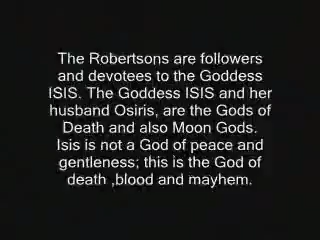 The Robertsons are followers
and devotees to the Goddess
ISIS. The Goddess ISIS and her
husband Osiris, are the Gods of
Death and also Moon Gods.
Isis is not a God of peace and
gentleness; this is the God of
death ,blood and mayhem.